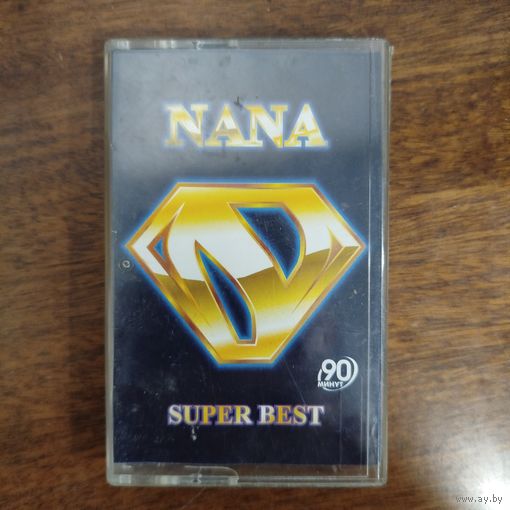 NANA
N
90
МИНУТ
SUPER BEST
www.ay.by